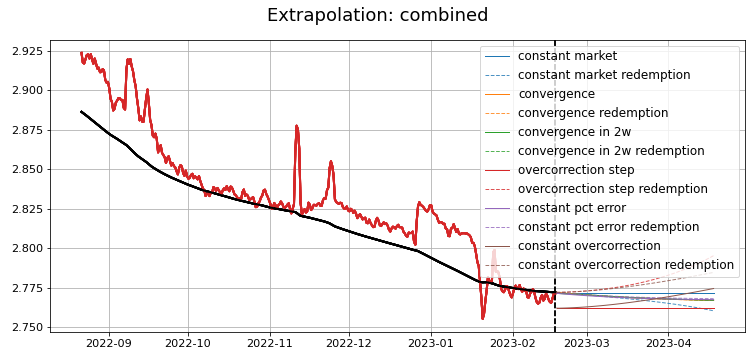 Extrapolation: combined
2.925
2.900
2.875
2.850
2.825
2.800
2.775
2.750
constant market
constant market redemption
convergence
convergence redemption
convergence in 2w
convergence in 2w redemption
overcorrection step
overcorrection step redemption
constant pct error
constant pct error redemption
constant overcorrection
constant overcorrection redemption
2022-09 2022-10 2022-11 2022-12 2023-01 2023-02 2023-03 2023-04